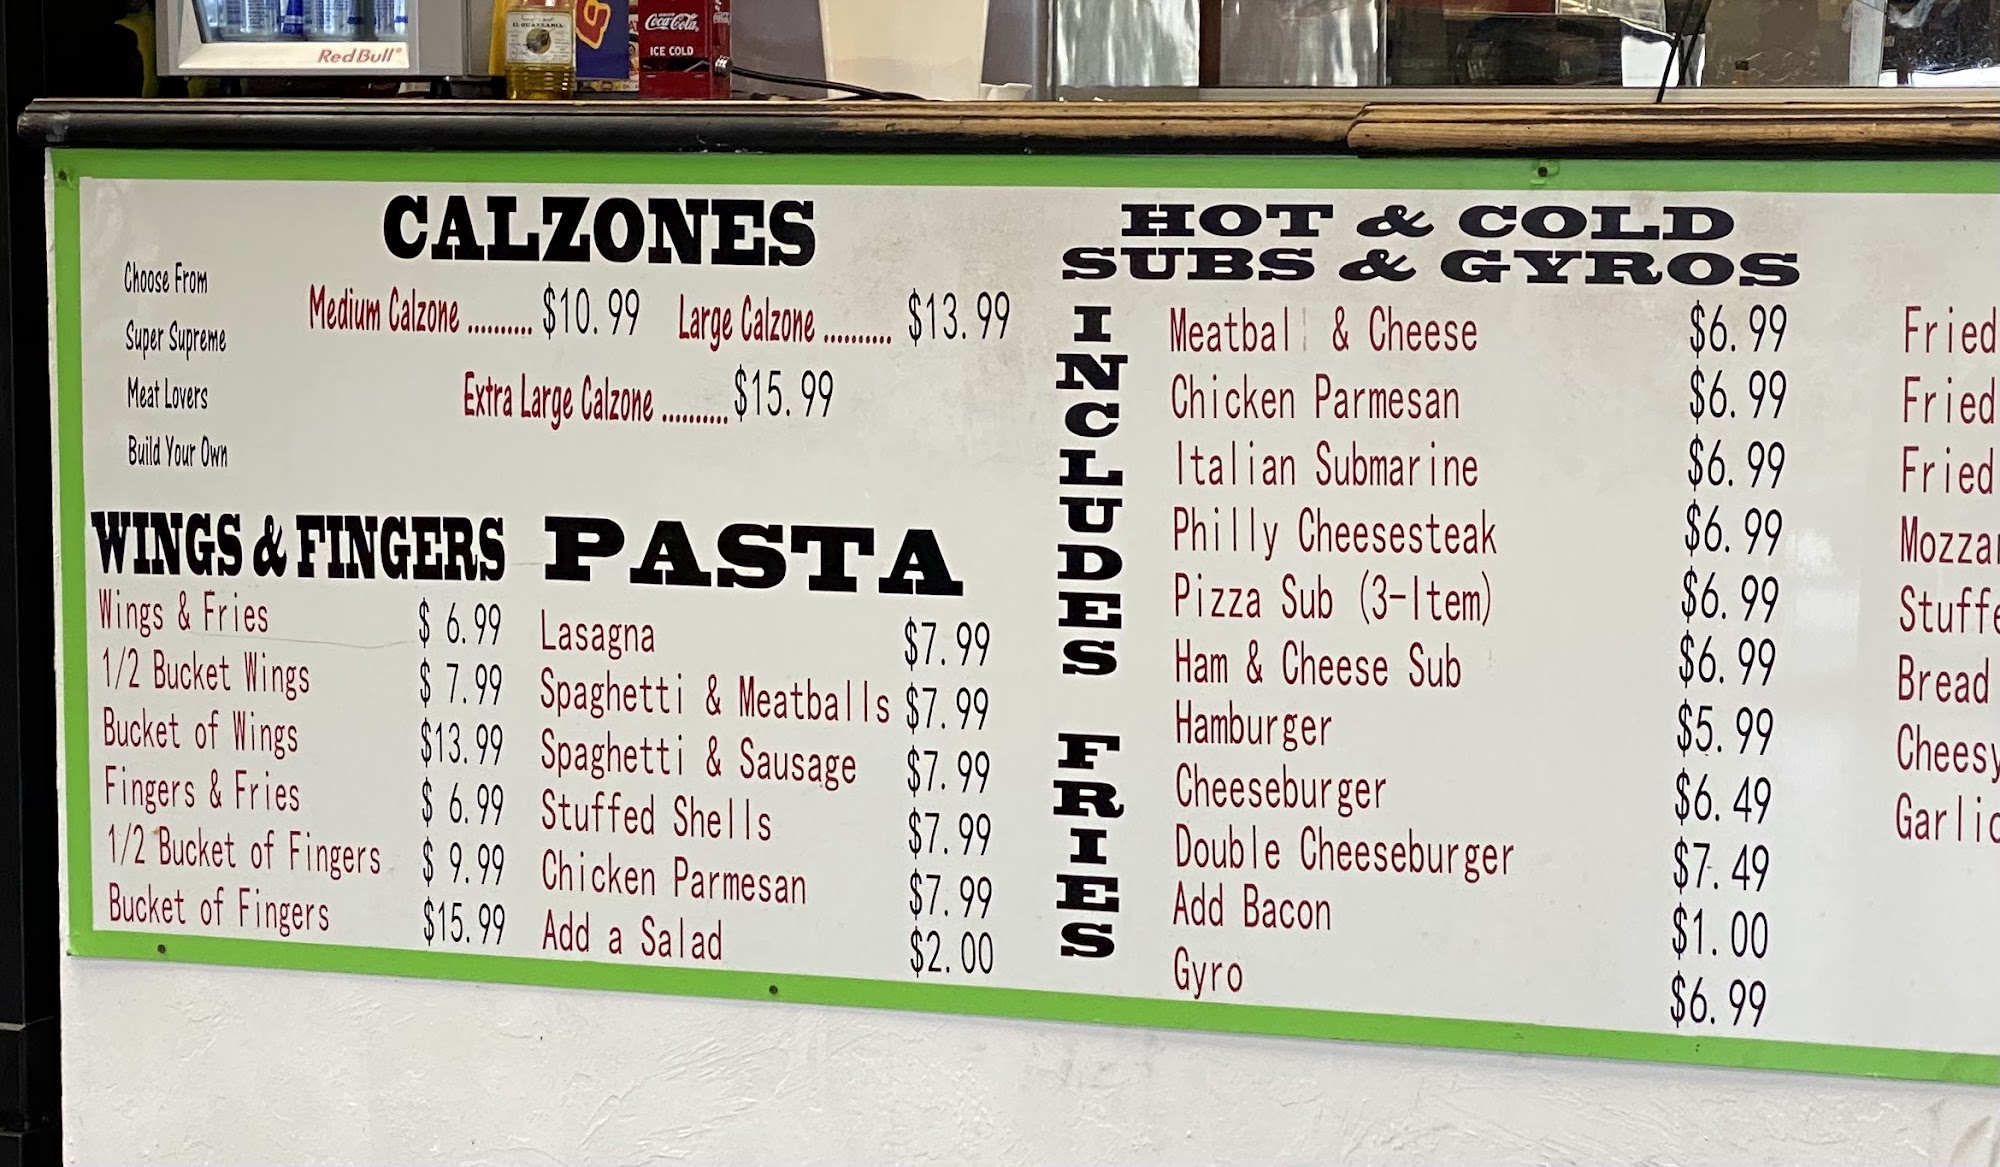 RedBull
Coca-Cola
ICE COLD
CALZONES
Choose From
Super Supreme
Meat Lovers
Build Your Own
Medium Calzone .......... $10.99 Large Calzone .......... $13.99
Extra Large Calzone .......... $15.99
WINGS & FINGERS
Wings & Fries $ 6.99
1/2 Bucket Wings $ 7.99
Bucket of Wings $13.99
Fingers & Fries $ 6.99
1/2 Bucket of Fingers $ 9.99
Bucket of Fingers $15.99
PASTA
Lasagna $7.99
Spaghetti & Meatballs $7.99
Spaghetti & Sausage $7.99
Stuffed Shells $7.99
Chicken Parmesan $7.99
Add a Salad $2.00
HOT & COLD
SUBS & GYROS
INCLUDES FRIES
Meatbal & Cheese $6.99
Chicken Parmesan $6.99
Italian Submarine $6.99
Philly Cheesesteak $6.99
Pizza Sub (3-Item) $6.99
Ham & Cheese Sub $6.99
Hamburger $5.99
Cheeseburger $6.49
Double Cheeseburger $7.49
Add Bacon $1.00
Gyro $6.99
Fried
Fried
Fried
Mozza
Stuffe
Bread
Cheesy
Garlic